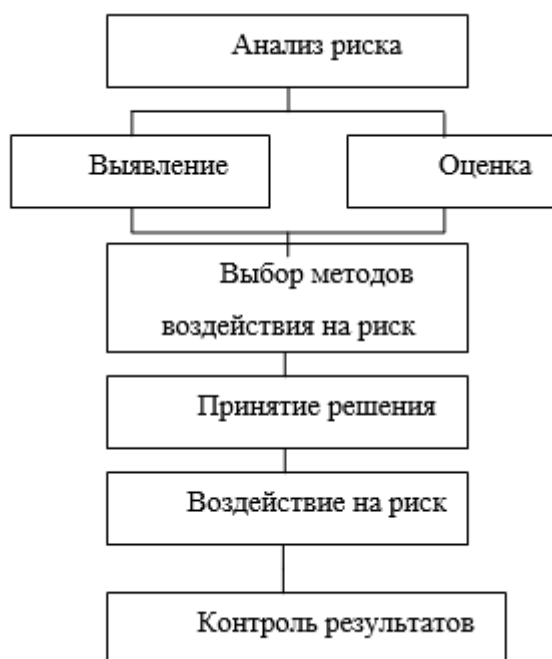 Анализ риска
Выявление
Оценка
Выбор методов
воздействия на риск
Принятие решения
Воздействие на риск
Контроль результатов